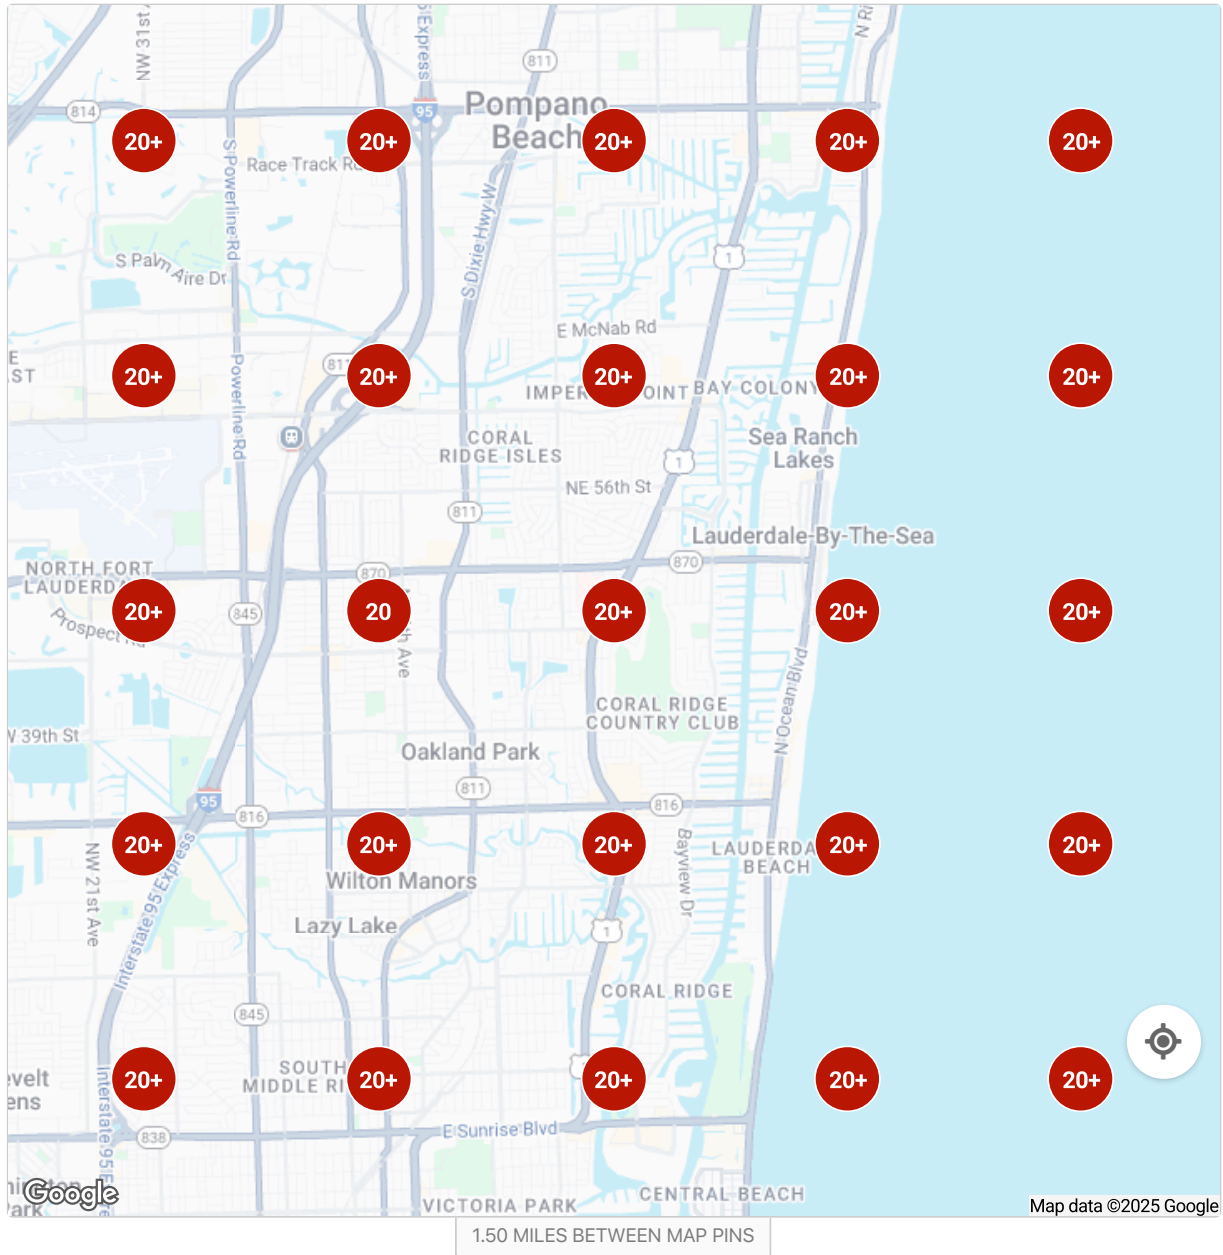 NW 31st
Express
811
N Ri
814
95
Pompano
Beach
20+
20+
20+
20+
20+
Race Track
S Powerline Rd
S Dixie Hwy W
S Palm Aire Dr
1
E McNab Rd
811
20+
20+
20+
20+
20+
Powerline Rd
BAY COLONY
CORAL
RIDGE ISLES
Sea Ranch
Lakes
1
NE 56th St
811
Lauderdale-By-The-Sea
870
870
NORTH FORT
20+
20
20+
20+
20+
845
Prospect Rd
Ave
N Ocean Blvd
CORAL RIDGE
COUNTRY CLUB
39th St
Oakland Park
811
95
816
816
20+
20+
20+
20+
20+
NW 21st Ave
Interstate 95 Express
Bayview Dr
BEACH
Wilton Manors
Lazy Lake
1
CORAL RIDGE
845
SOUTH
MIDDLE RI
20+
20+
20+
20+
20+
evelt
ens
Interstate 95
838
E Sunrise Blvd
Google
VICTORIA PARK
CENTRAL BEACH
Map data ©2025 Google
1.50 MILES BETWEEN MAP PINS